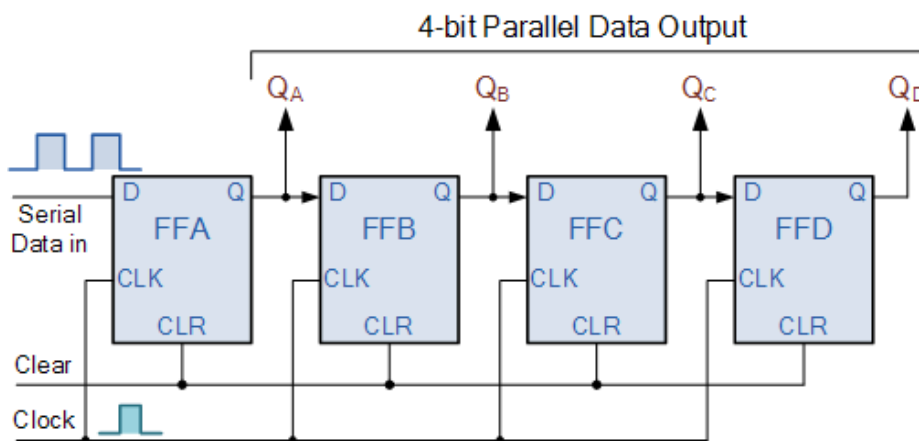 4-bit Parallel Data Output
QA QB QC QD
D Q D Q D Q D Q
Serial
Data in
FFA FFB FFC FFD
CLK CLK CLK CLK
CLR CLR CLR CLR
Clear
Clock